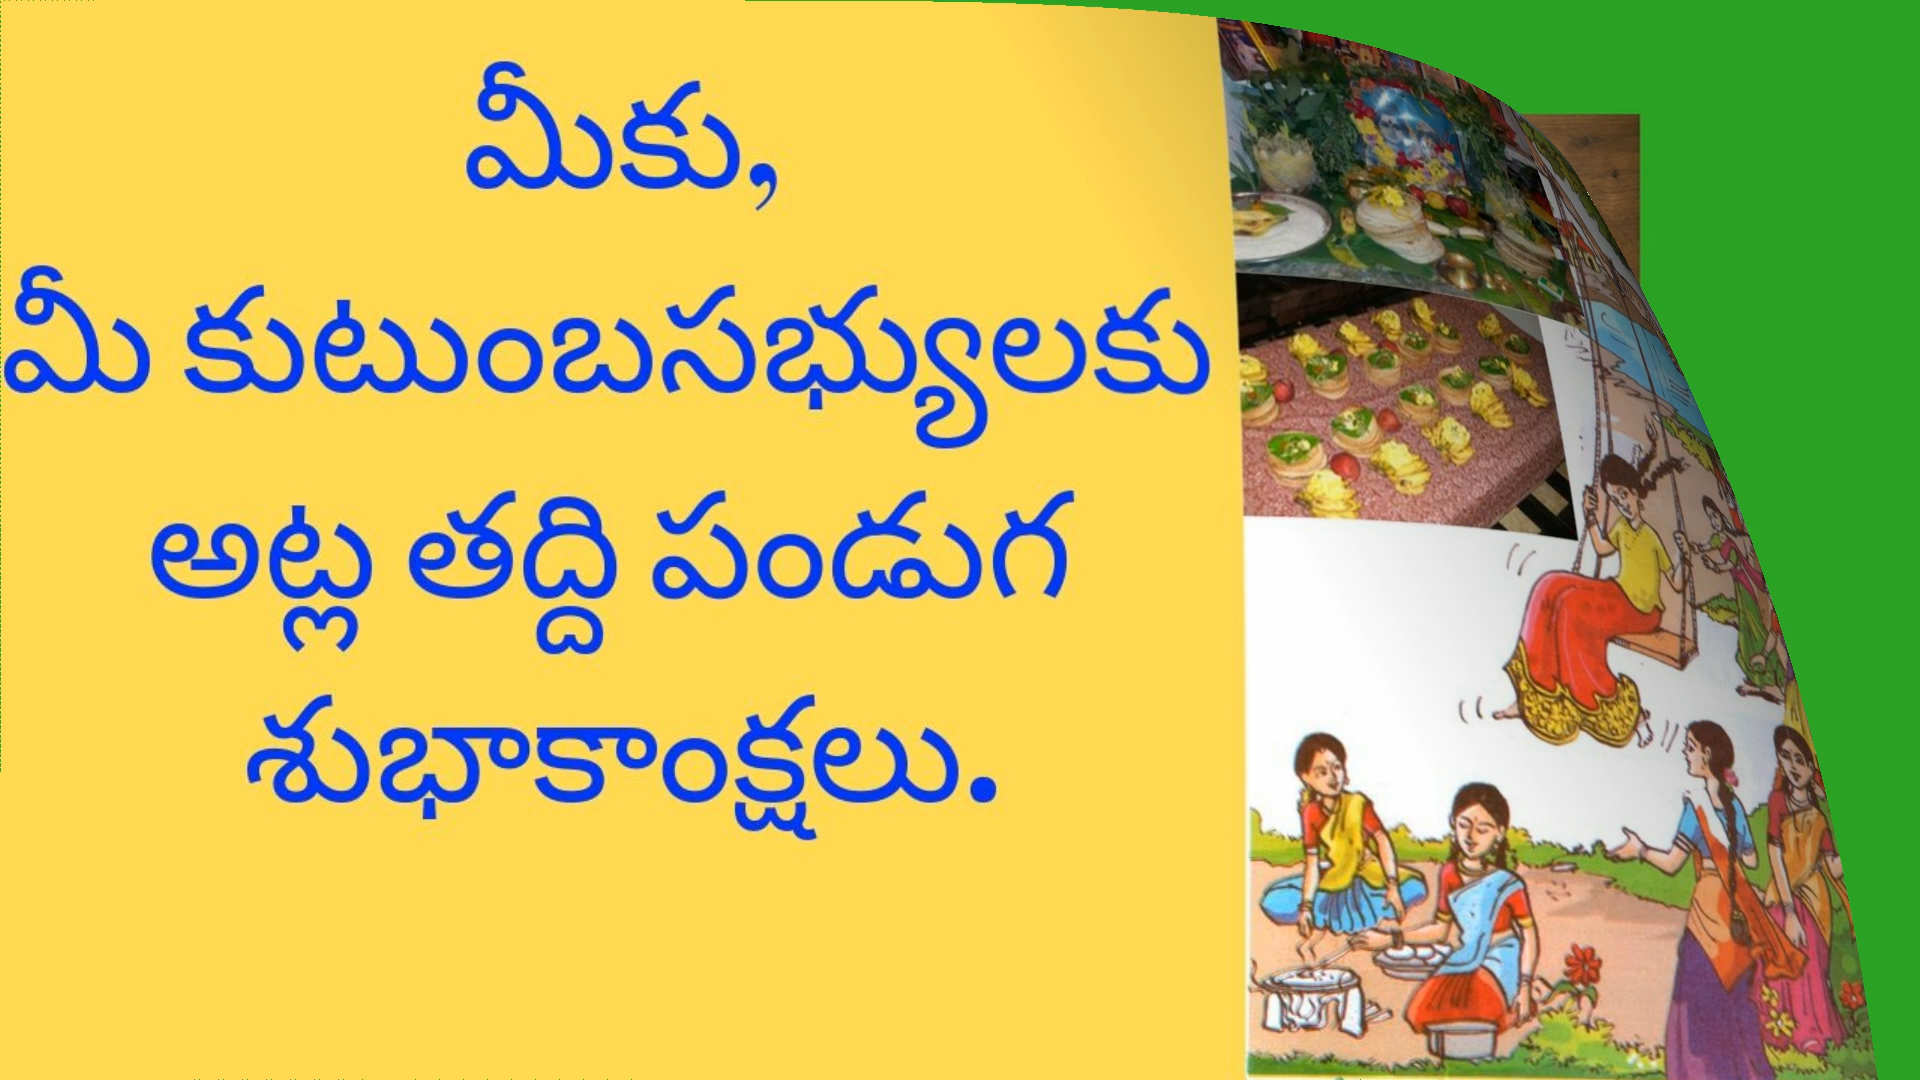 మీకు,
మీ కుటుంబసభ్యులకు
అట్ల తద్ది పండుగ
శుభాకాంక్షలు.